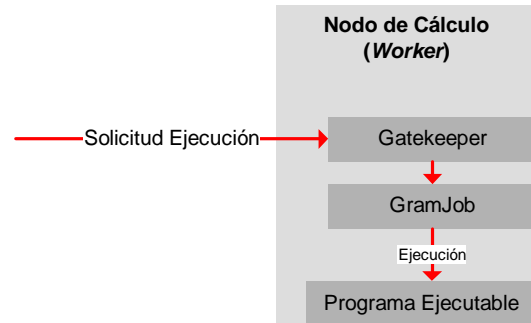 Nodo de Cálculo
(Worker)
Solicitud Ejecución
Gatekeeper
GramJob
Ejecución
Programa Ejecutable